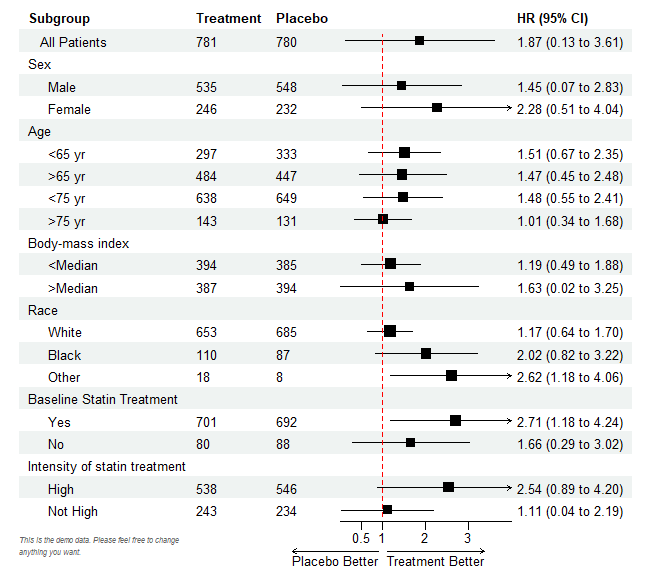 Subgroup Treatment Placebo HR (95% CI)
All Patients 781 780 1.87 (0.13 to 3.61)
Sex
Male 535 548 1.45 (0.07 to 2.83)
Female 246 232 2.28 (0.51 to 4.04)
Age
<65 yr 297 333 1.51 (0.67 to 2.35)
>65 yr 484 447 1.47 (0.45 to 2.48)
<75 yr 638 649 1.48 (0.55 to 2.41)
>75 yr 143 131 1.01 (0.34 to 1.68)
Body-mass index
<Median 394 385 1.19 (0.49 to 1.88)
>Median 387 394 1.63 (0.02 to 3.25)
Race
White 653 685 1.17 (0.64 to 1.70)
Black 110 87 2.02 (0.82 to 3.22)
Other 18 8 2.62 (1.18 to 4.06)
Baseline Statin Treatment
Yes 701 692 2.71 (1.18 to 4.24)
No 80 88 1.66 (0.29 to 3.02)
Intensity of statin treatment
High 538 546 2.54 (0.89 to 4.20)
Not High 243 234 1.11 (0.04 to 2.19)
0.5 1 2 3
Placebo Better Treatment Better
This is the demo data. Please feel free to change
anything you want.